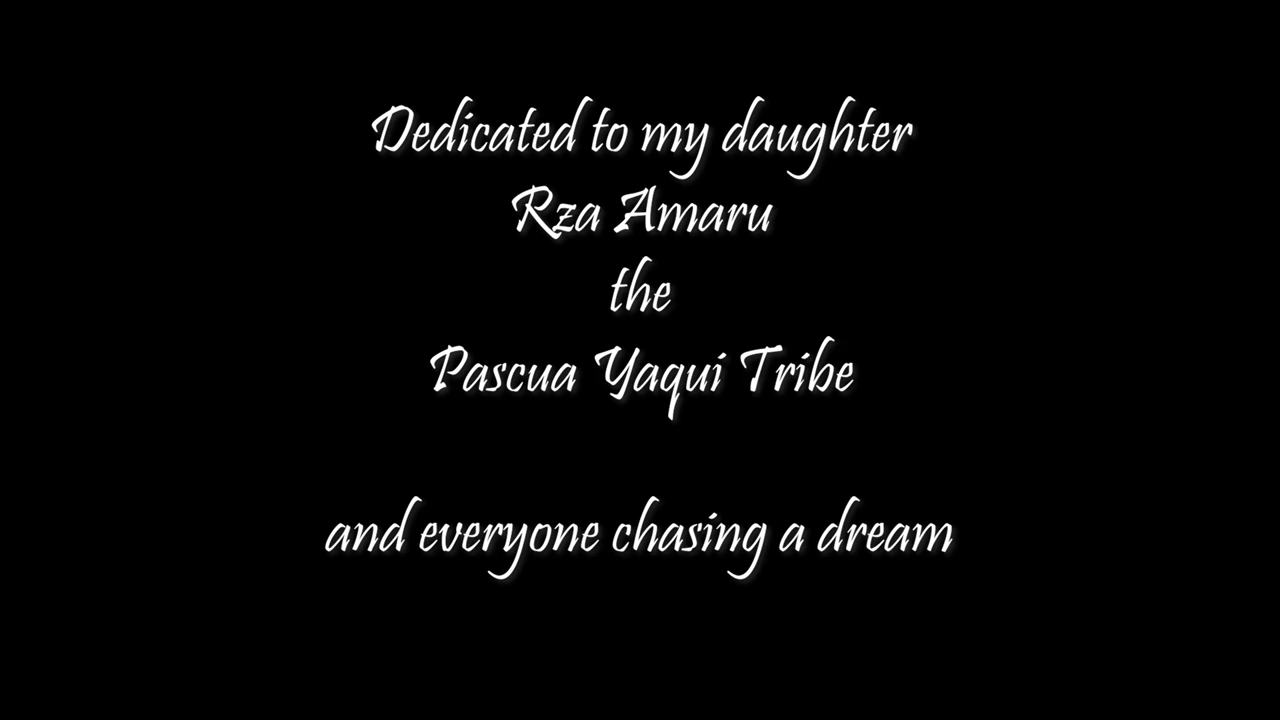 Dedicated to my daughter
Rza Amaru
the
Pascua Yaqui Tribe
and everyone chasing a dream